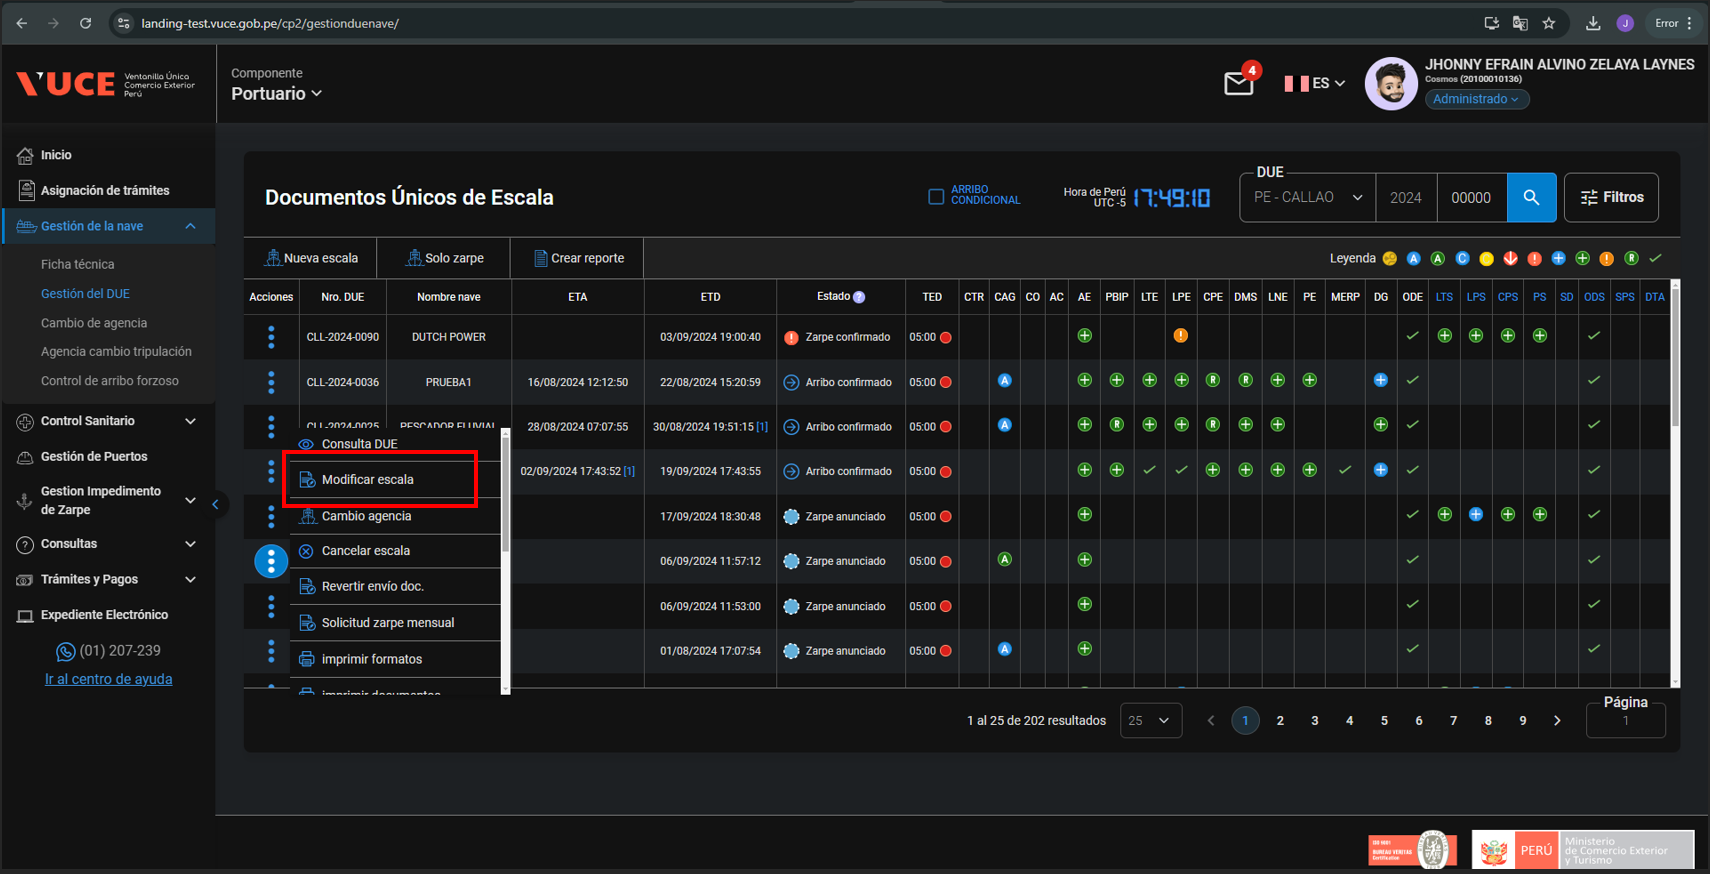 landing-test.vuce.gob.pe/cp2/gestionduenave/
J
Error
VUCE
Ventanilla Única
Comercio Exterior
Perú
Componente
Portuario
4
ES
JHONNY EFRAIN ALVINO ZELAYA LAYNES
Cosmos (20100010136)
Administrado
Inicio
Asignación de trámites
Gestión de la nave
Ficha técnica
Gestión del DUE
Cambio de agencia
Agencia cambio tripulación
Control de arribo forzoso
Control Sanitario
Gestión de Puertos
Gestion Impedimento
de Zarpe
Consultas
Trámites y Pagos
Expediente Electrónico
(01) 207-239
Ir al centro de ayuda
Documentos Únicos de Escala
ARRIBO
CONDICIONAL
Hora de Perú
UTC -5
17:49:10
DUE
PE - CALLAO
2024
00000
Filtros
Nueva escala
Solo zarpe
Crear reporte
Leyenda
A A C R
Acciones Nro. DUE Nombre nave ETA ETD Estado ? TED CTR CAG CO AC AE PBIP LTE LPE CPE DMS LNE PE MERP DG ODE LTS LPS CPS PS SD ODS SPS DTA
CLL-2024-0090 DUTCH POWER 03/09/2024 19:00:40 Zarpe confirmado 05:00
CLL-2024-0036 PRUEBA1 16/08/2024 12:12:50 22/08/2024 15:20:59 Arribo confirmado 05:00 A R R
CLL-2024-0025 PESCADOR FLUVIAL 28/08/2024 07:07:55 30/08/2024 19:51:15 [1] Arribo confirmado 05:00 A R R
02/09/2024 17:43:52 [1] 19/09/2024 17:43:55 Arribo confirmado 05:00
17/09/2024 18:30:48 Zarpe anunciado 05:00
06/09/2024 11:57:12 Zarpe anunciado 05:00 A
06/09/2024 11:53:00 Zarpe anunciado 05:00
01/08/2024 17:07:54 Zarpe anunciado 05:00 A
Consulta DUE
Modificar escala
Cambio agencia
Cancelar escala
Revertir envío doc.
Solicitud zarpe mensual
imprimir formatos
imprimir documentos
1 al 25 de 202 resultados
25
1 2 3 4 5 6 7 8 9
Página
1
ISO 9001
BUREAU VERITAS
Certification
PERÚ
Ministerio
de Comercio Exterior
y Turismo